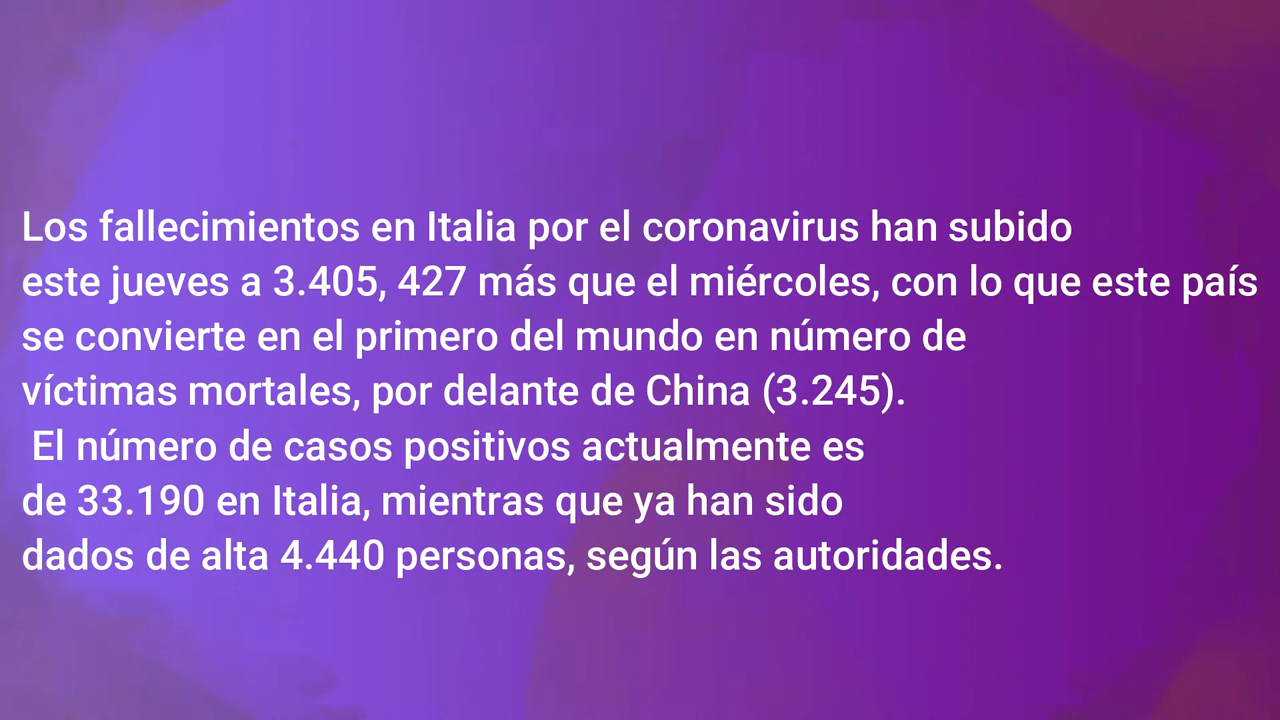 Los fallecimientos en Italia por el coronavirus han subido
este jueves a 3.405, 427 más que el miércoles, con lo que este país
se convierte en el primero del mundo en número de
víctimas mortales, por delante de China (3.245).
El número de casos positivos actualmente es
de 33.190 en Italia, mientras que ya han sido
dados de alta 4.440 personas, según las autoridades.